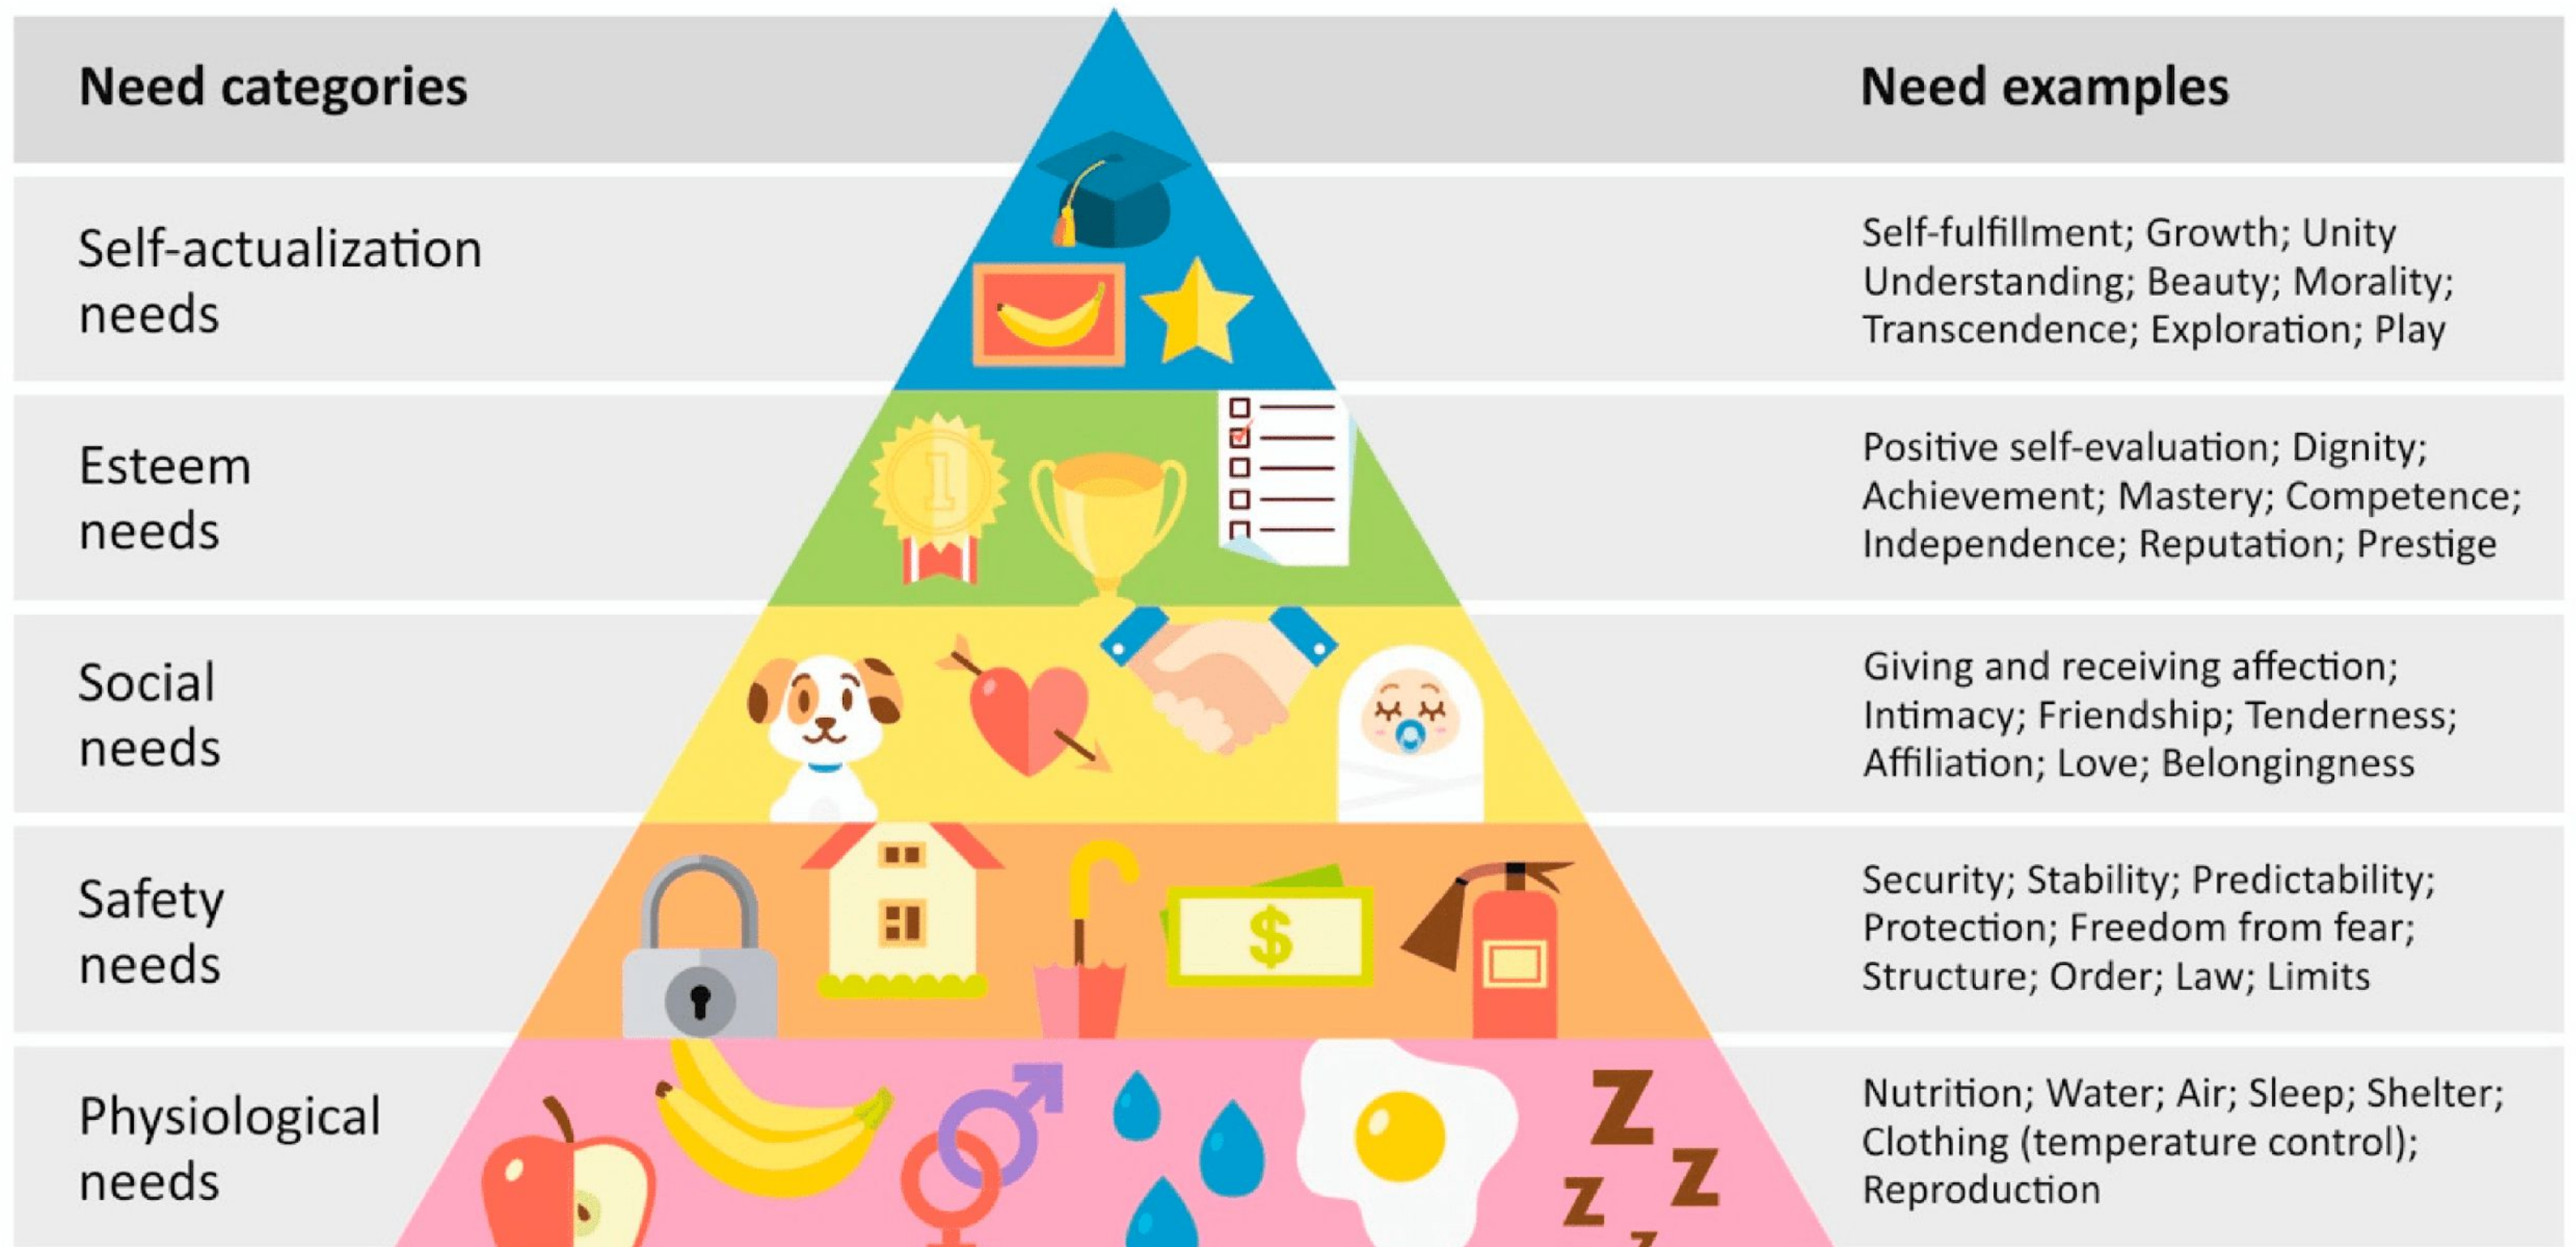 Need categories
Need examples
Self-actualization
needs
Self-fulfillment; Growth; Unity
Understanding; Beauty; Morality;
Transcendence; Exploration; Play
Esteem
needs
1
Positive self-evaluation; Dignity;
Achievement; Mastery; Competence;
Independence; Reputation; Prestige
Social
needs
Giving and receiving affection;
Intimacy; Friendship; Tenderness;
Affiliation; Love; Belongingness
Safety
needs
$
Security; Stability; Predictability;
Protection; Freedom from fear;
Structure; Order; Law; Limits
Physiological
needs
Z
Z
Z
Z
Nutrition; Water; Air; Sleep; Shelter;
Clothing (temperature control);
Reproduction